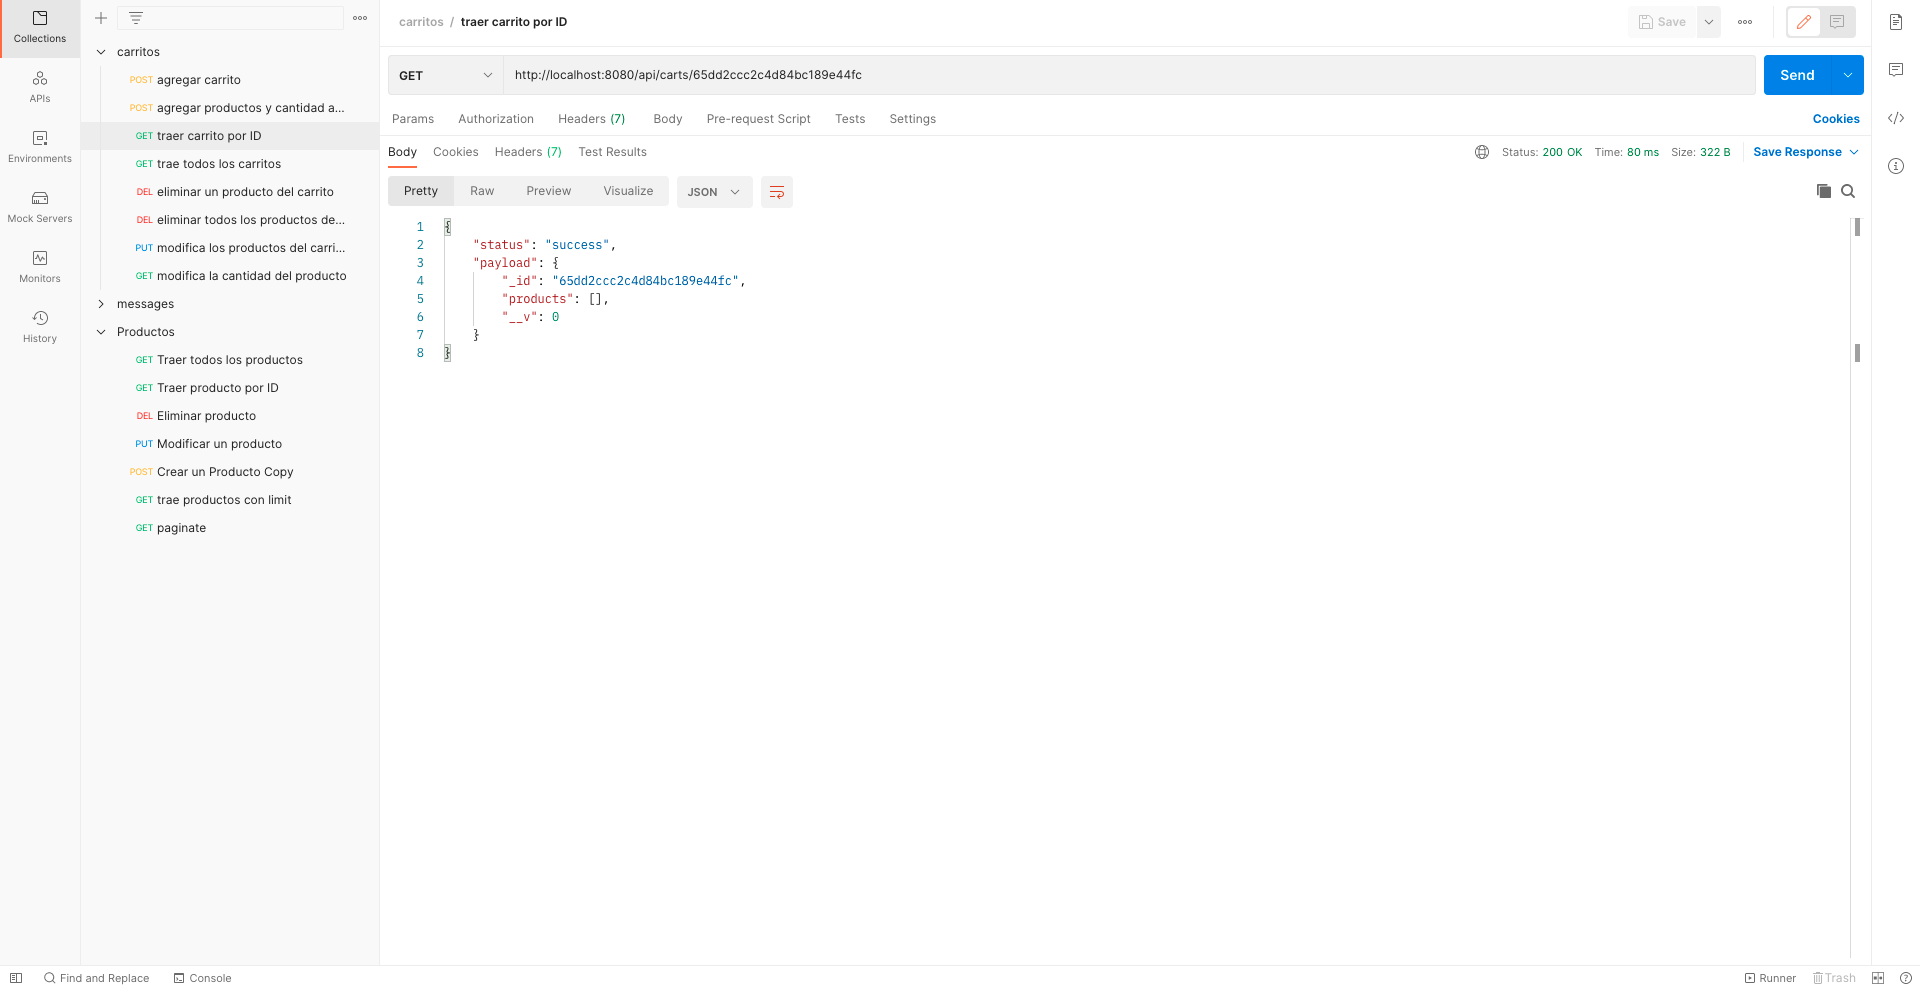 Collections
APIs
Environments
Mock Servers
Monitors
History
carritos
POST agregar carrito
POST agregar productos y cantidad a...
GET traer carrito por ID
GET trae todos los carritos
DEL eliminar un producto del carrito
DEL eliminar todos los productos de...
PUT modifica los productos del carri...
GET modifica la cantidad del producto
messages
Productos
GET Traer todos los productos
GET Traer producto por ID
DEL Eliminar producto
PUT Modificar un producto
POST Crear un Producto Copy
GET trae productos con limit
GET paginate
carritos / traer carrito por ID
Save
GET http://localhost:8080/api/carts/65dd2ccc2c4d84bc189e44fc Send
Params Authorization Headers (7) Body Pre-request Script Tests Settings Cookies
Body Cookies Headers (7) Test Results Status: 200 OK Time: 80 ms Size: 322 B Save Response
Pretty Raw Preview Visualize JSON
1 {
2 "status": "success",
3 "payload": {
4 "_id": "65dd2ccc2c4d84bc189e44fc",
5 "products": [],
6 "__v": 0
7 }
8 }
Find and Replace Console Runner Trash